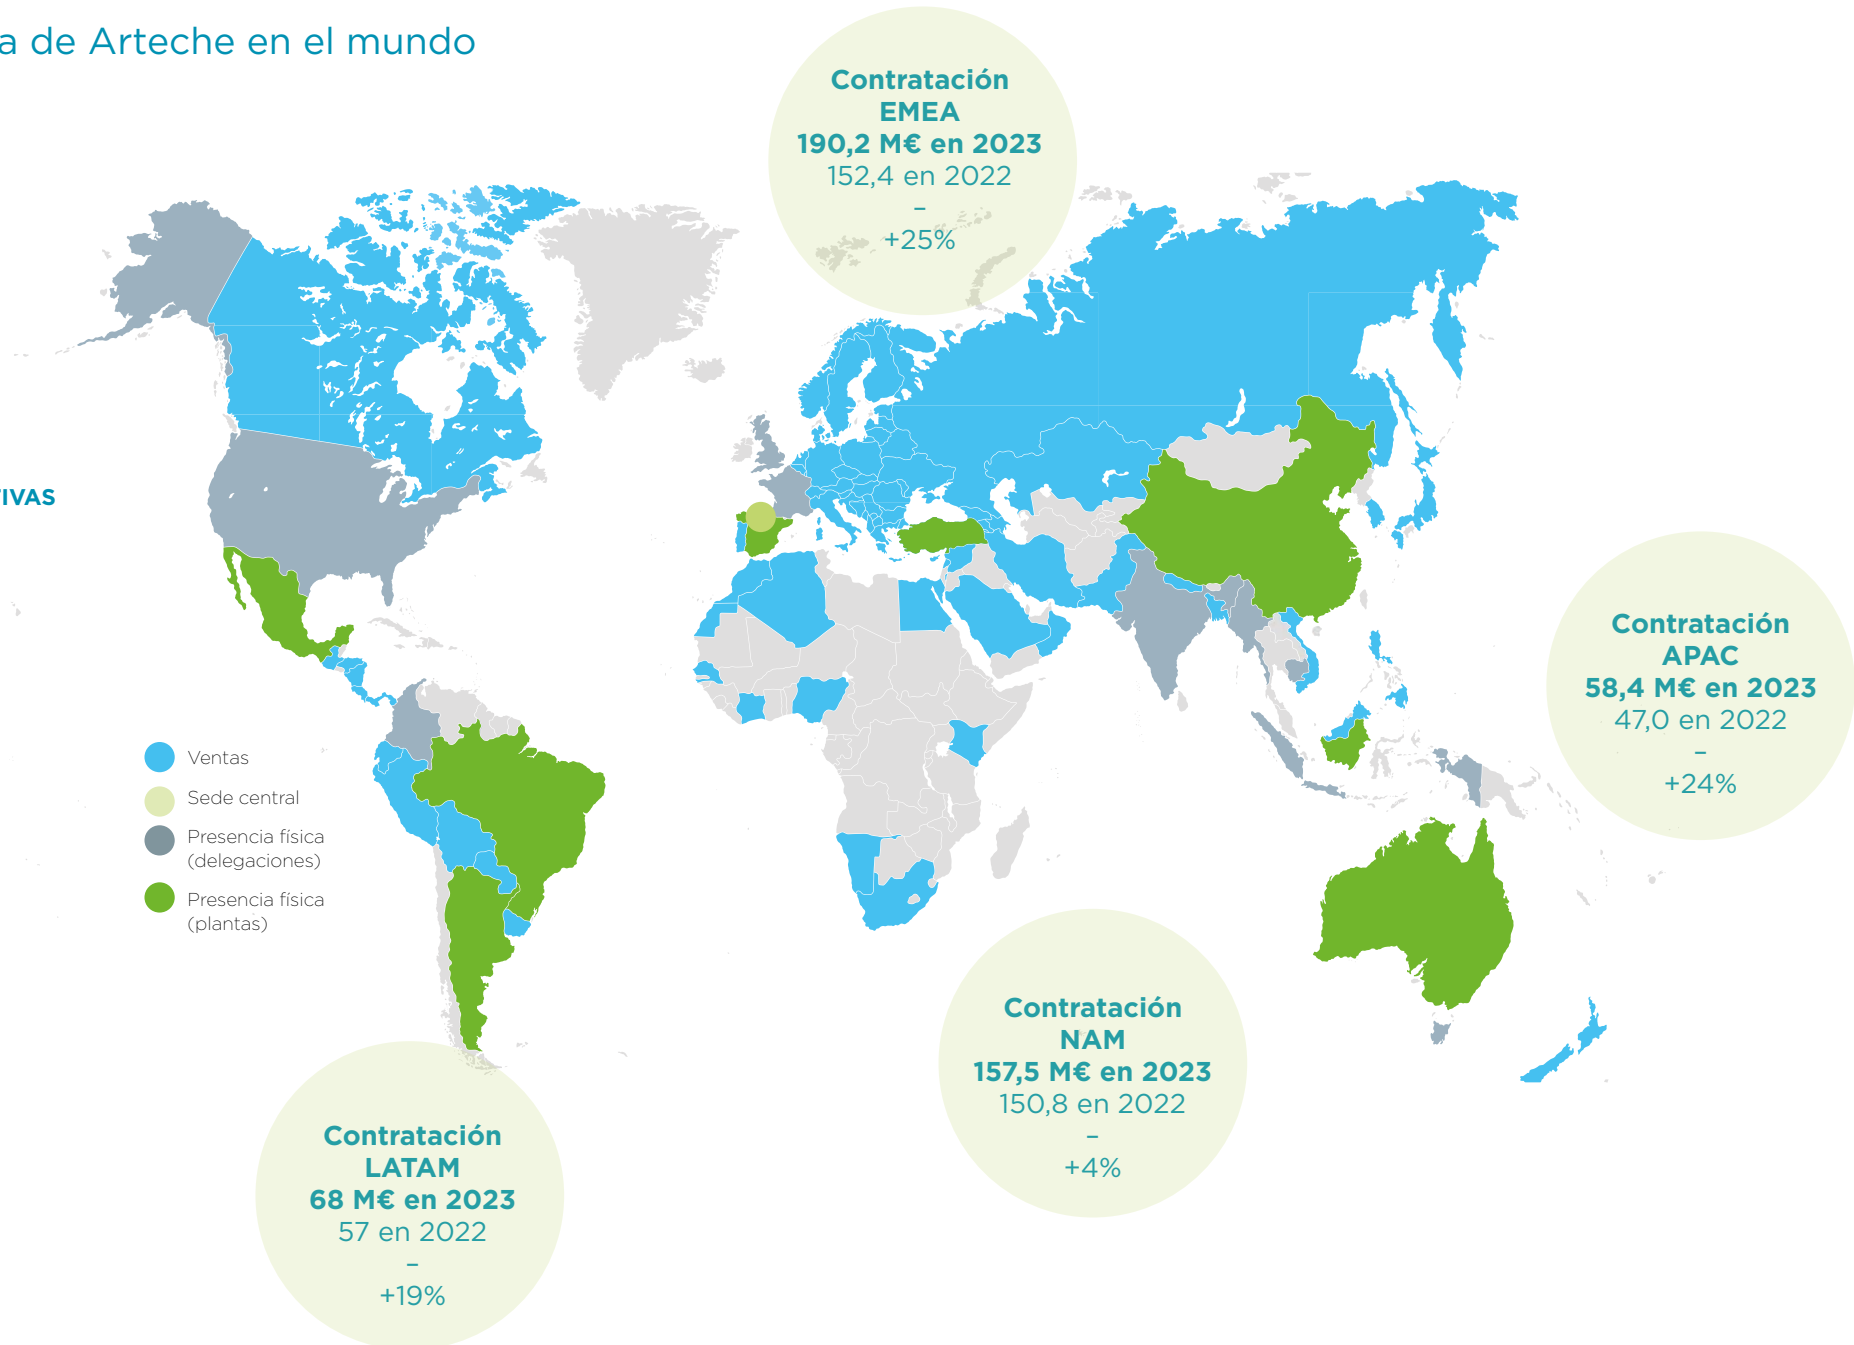 a de Arteche en el mundo
Contratación
EMEA
190,2 M€ en 2023
152,4 en 2022
–
+25%
TIVAS
Contratación
APAC
58,4 M€ en 2023
47,0 en 2022
–
+24%
Ventas
Sede central
Presencia física
(delegaciones)
Presencia física
(plantas)
Contratación
NAM
157,5 M€ en 2023
150,8 en 2022
–
+4%
Contratación
LATAM
68 M€ en 2023
57 en 2022
–
+19%